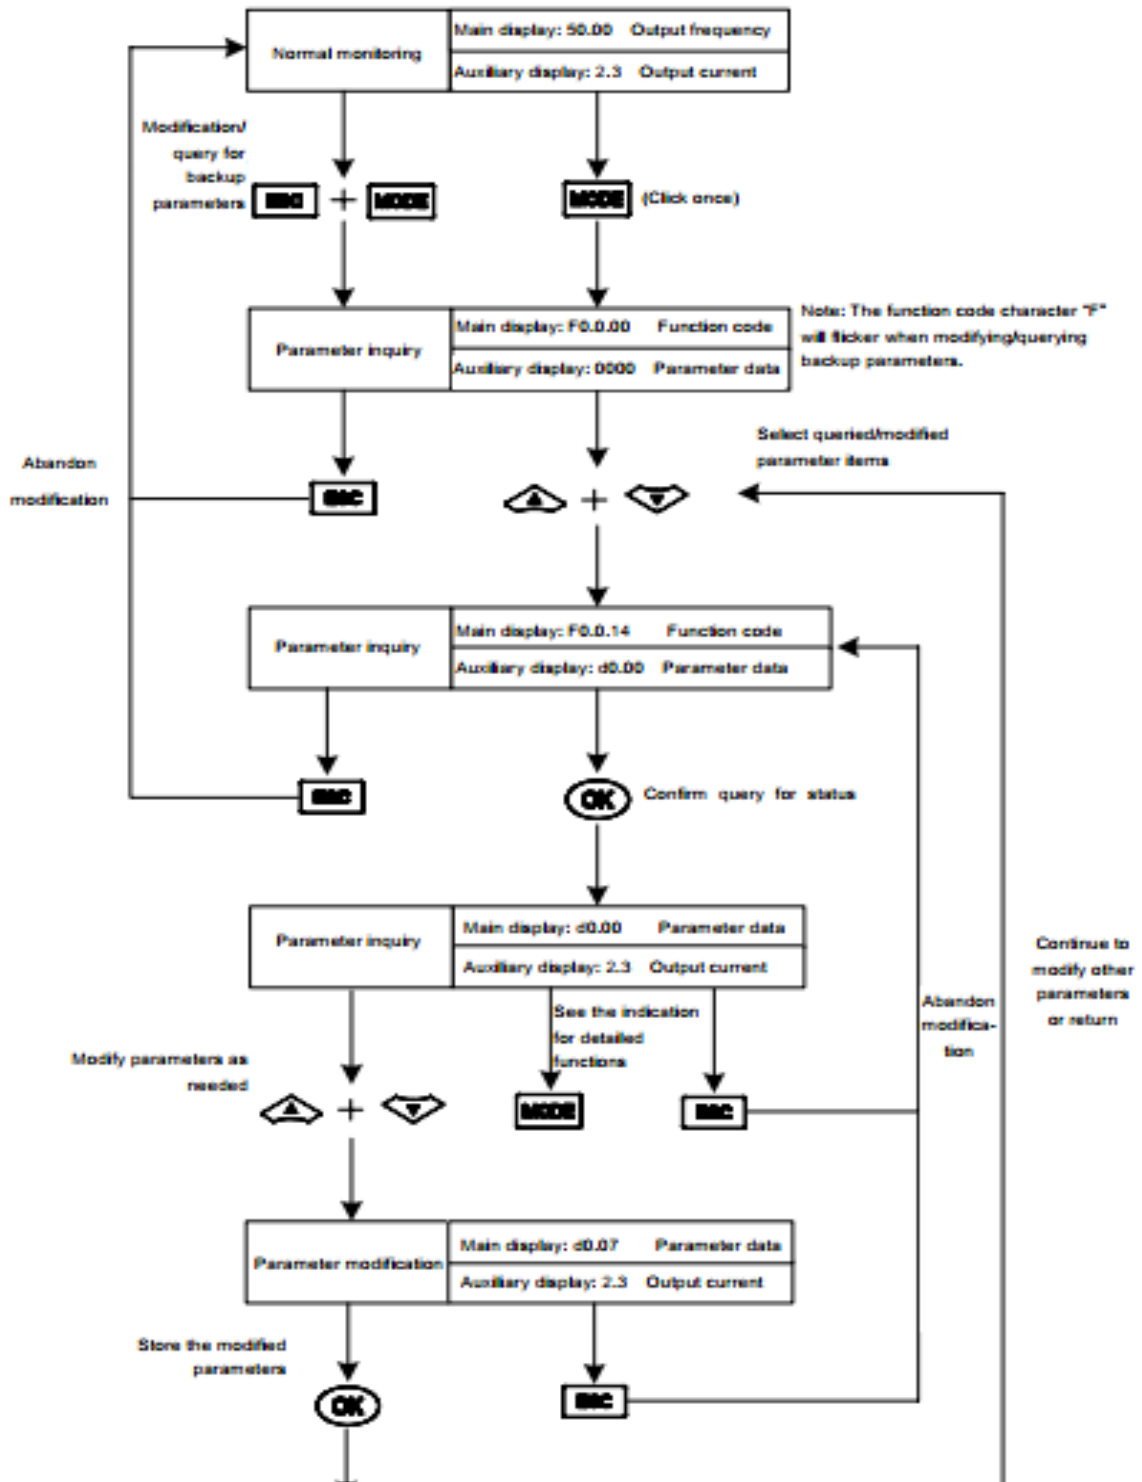 Normal monitoring
Main display: 50.00 Output frequency
Auxiliary display: 2.3 Output current
Modification/
query for
backup
parameters
ESC + MODE
MODE (Click once)
Parameter inquiry
Main display: F0.0.00 Function code
Auxiliary display: 0000 Parameter data
Note: The function code character "F"
will flicker when modifying/querying
backup parameters.
Abandon
modification
ESC
+
Select queried/modified
parameter items
Parameter inquiry
Main display: F0.0.14 Function code
Auxiliary display: d0.00 Parameter data
ESC
OK Confirm query for status
Parameter inquiry
Main display: d0.00 Parameter data
Auxiliary display: 2.3 Output current
Modify parameters as
needed
+
See the indication
for detailed
functions
MODE
ESC
Abandon
modifica-
tion
Continue to
modify other
parameters
or return
Parameter modification
Main display: d0.07 Parameter data
Auxiliary display: 2.3 Output current
Store the modified
parameters
OK
ESC